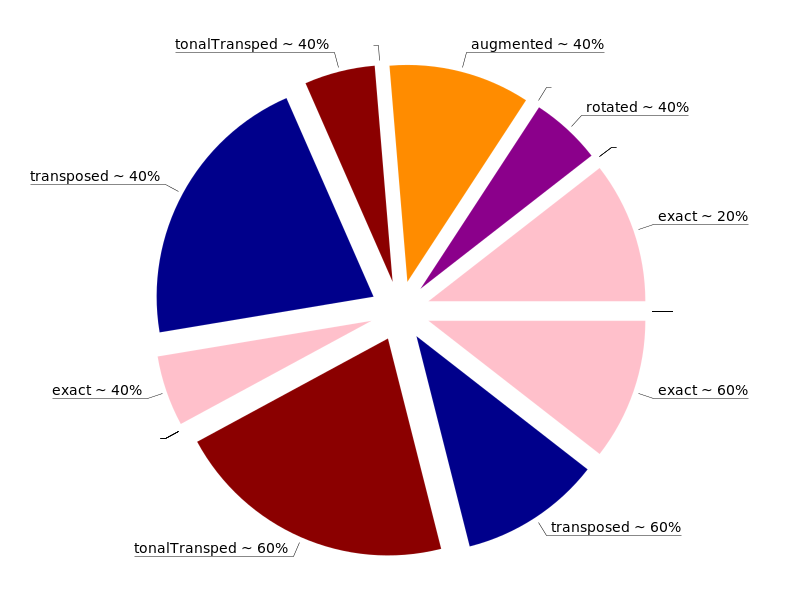 tonalTransped ~ 40%
augmented ~ 40%
rotated ~ 40%
transposed ~ 40%
exact ~ 20%
exact ~ 40%
exact ~ 60%
transposed ~ 60%
tonalTransped ~ 60%